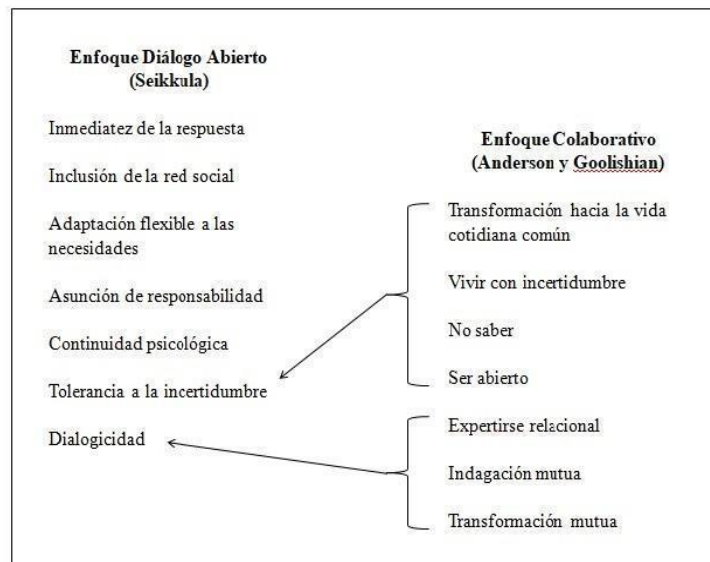 Enfoque Diálogo Abierto
(Seikkula)
Inmediatez de la respuesta
Inclusión de la red social
Adaptación flexible a las
necesidades
Asunción de responsabilidad
Continuidad psicológica
Tolerancia a la incertidumbre
Dialogicidad
Enfoque Colaborativo
(Anderson y Goolishian)
Transformación hacia la vida
cotidiana común
Vivir con incertidumbre
No saber
Ser abierto
Expertirse relacional
Indagación mutua
Transformación mutua